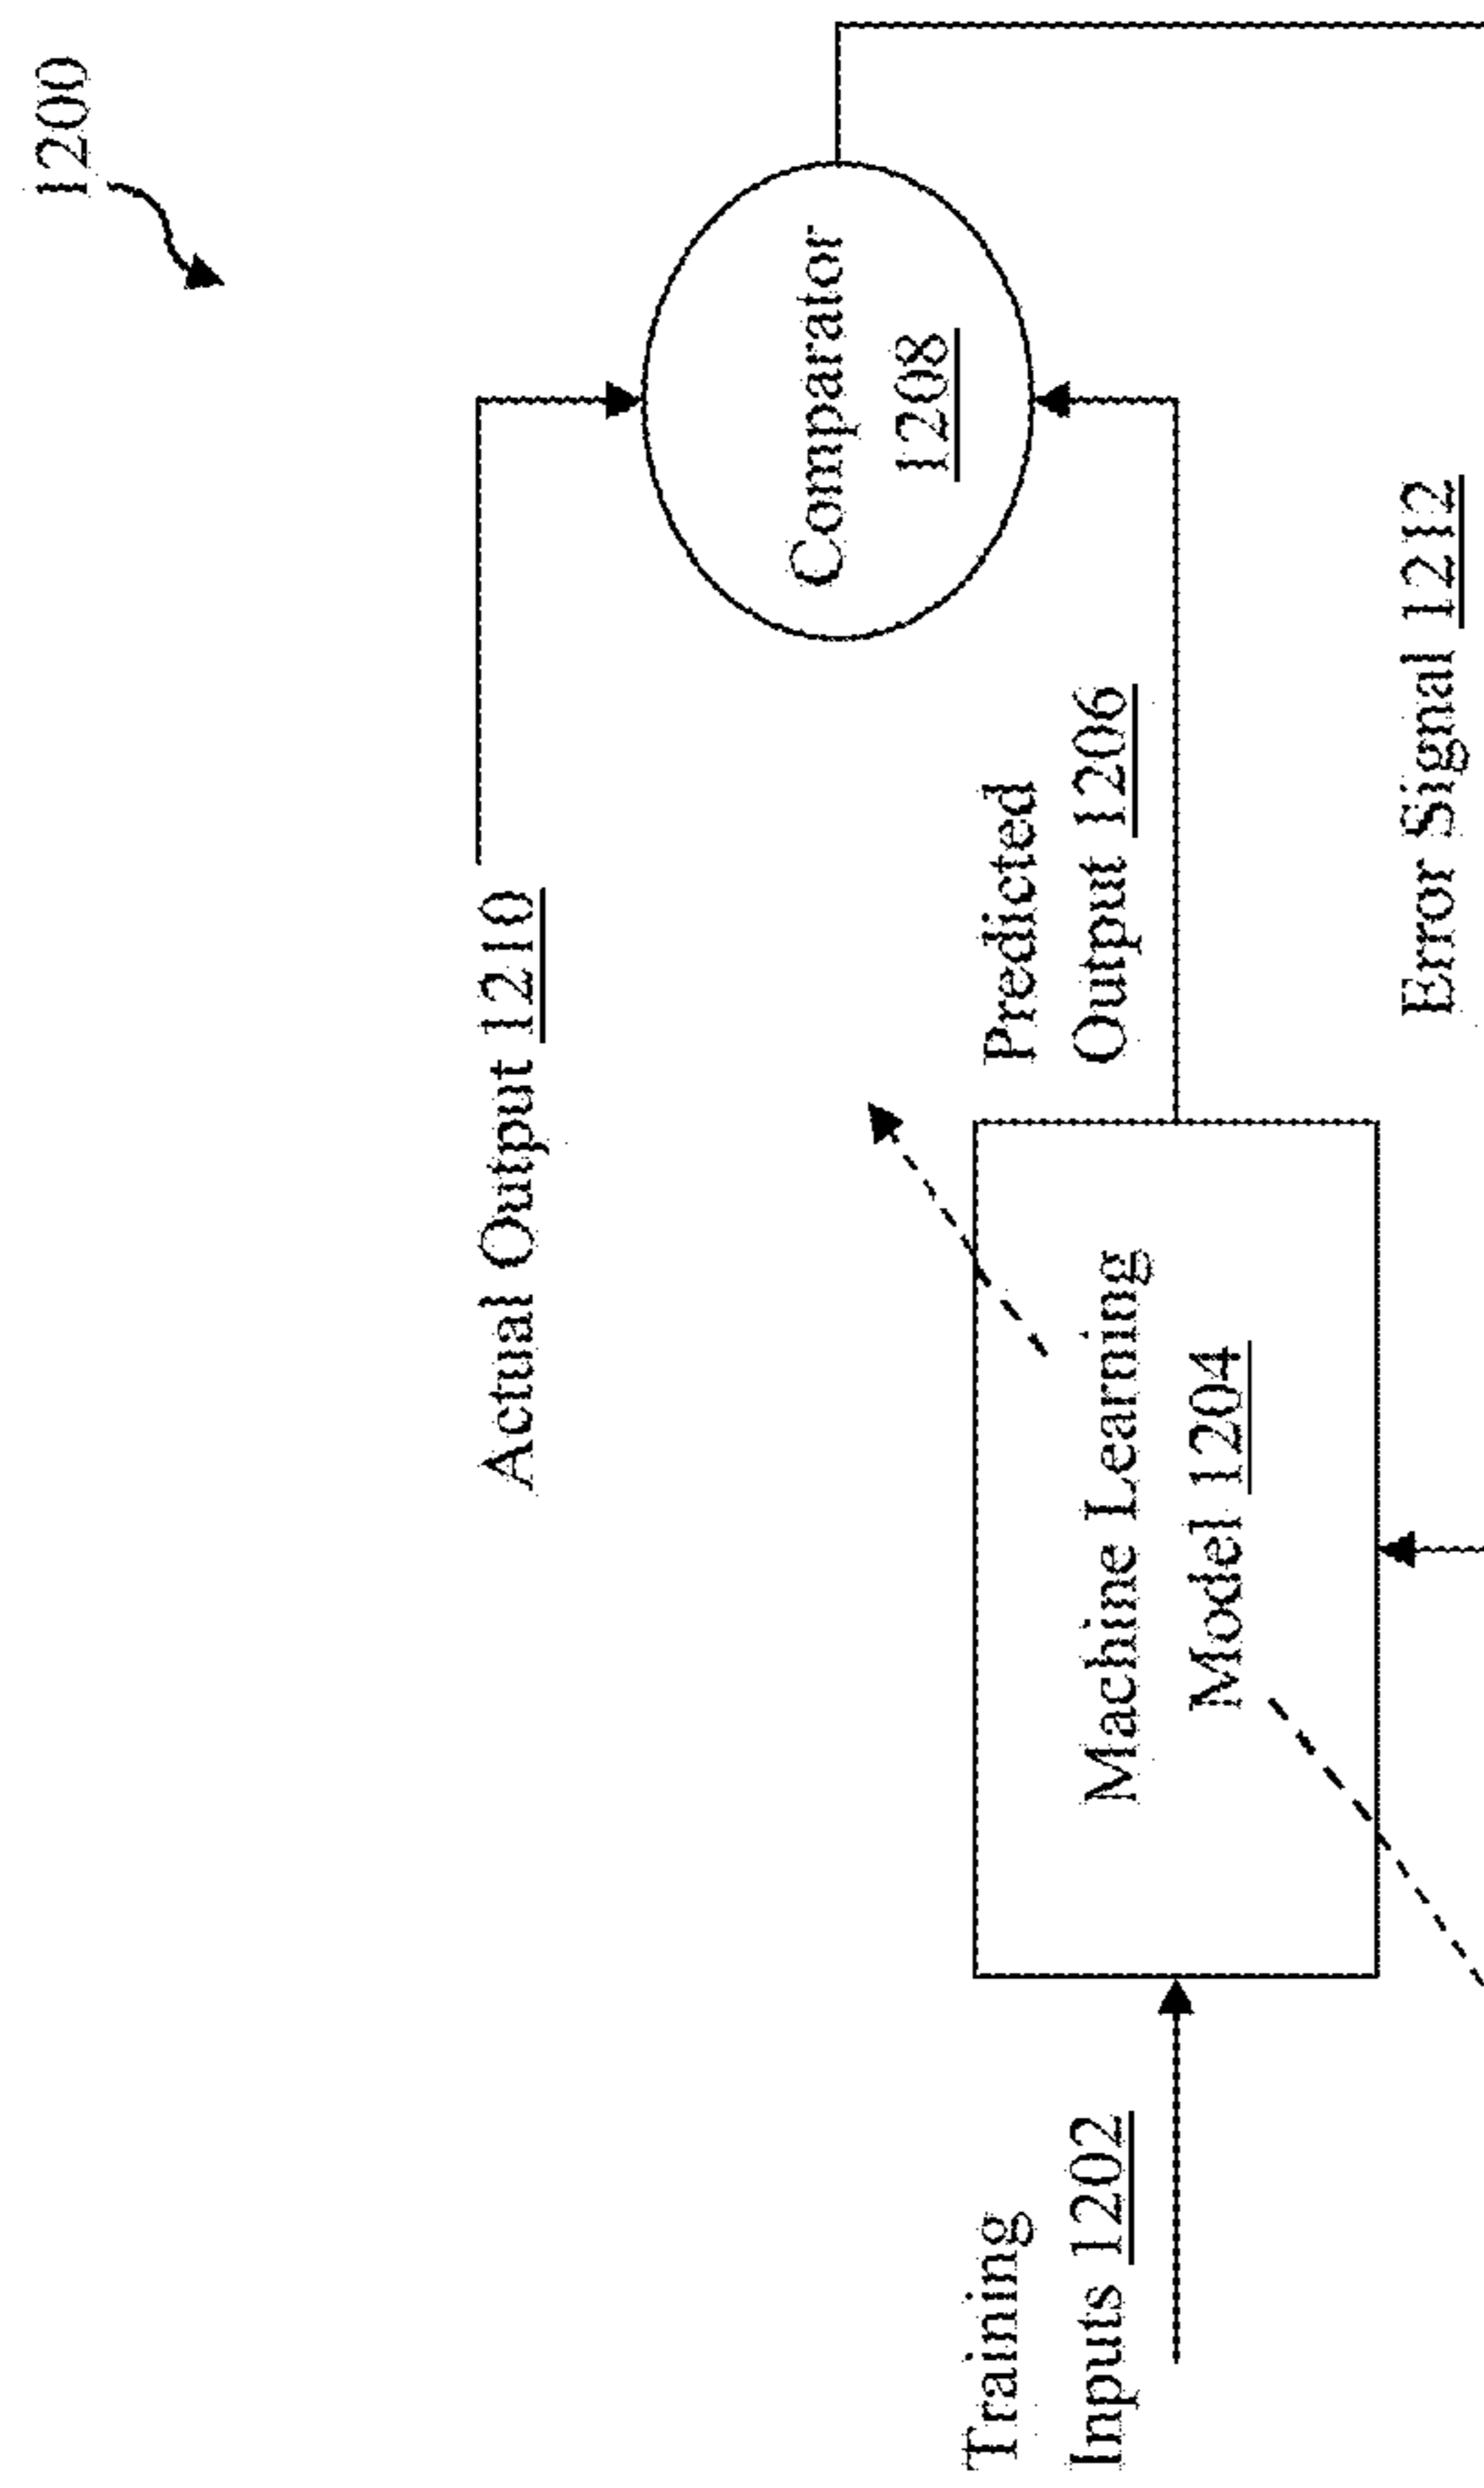 1200
Actual Output 1210
Comparator
1208
Training
Inputs 1202
Machine Learning
Model 1204
Predicted
Output 1206
Error Signal 1212